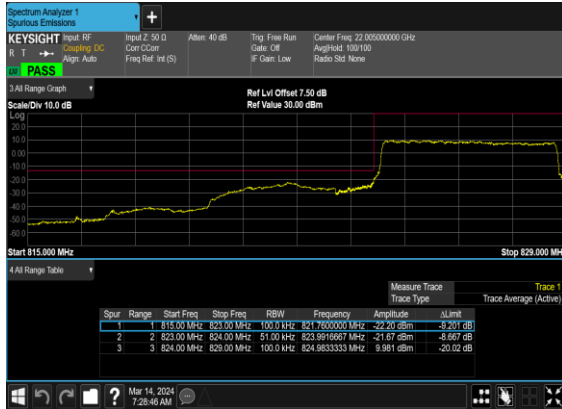 Spectrum Analyzer 1
Spurious Emissions
+
KEYSIGHT Input: RF Input Z: 50 Ω Atten: 40 dB Trig: Free Run Center Freq: 22.005000000 GHz
R T Coupling: DC Corr CCorr Gate: Off Avg|Hold: 100/100
Align: Auto Freq Ref: Int (S) IF Gain: Low Radio Std: None
PASS
3 All Range Graph Ref Lvl Offset 7.50 dB
Scale/Div 10.0 dB Ref Value 30.00 dBm
Log
20.0
10.0
0.00
-10.0
-20.0
-30.0
-40.0
-50.0
-60.0
Start 815.000 MHz Stop 829.000 MHz
4 All Range Table
Measure Trace Trace 1
Trace Type Trace Average (Active)
Spur Range Start Freq Stop Freq RBW Frequency Amplitude ΔLimit
1 1 815.00 MHz 823.00 MHz 100.0 kHz 821.7600000 MHz -22.20 dBm -9.201 dB
2 2 823.00 MHz 824.00 MHz 51.00 kHz 823.9916667 MHz -21.67 dBm -8.667 dB
3 3 824.00 MHz 829.00 MHz 100.0 kHz 824.9833333 MHz 9.981 dBm -20.02 dB
? Mar 14, 2024
7:28:46 AM